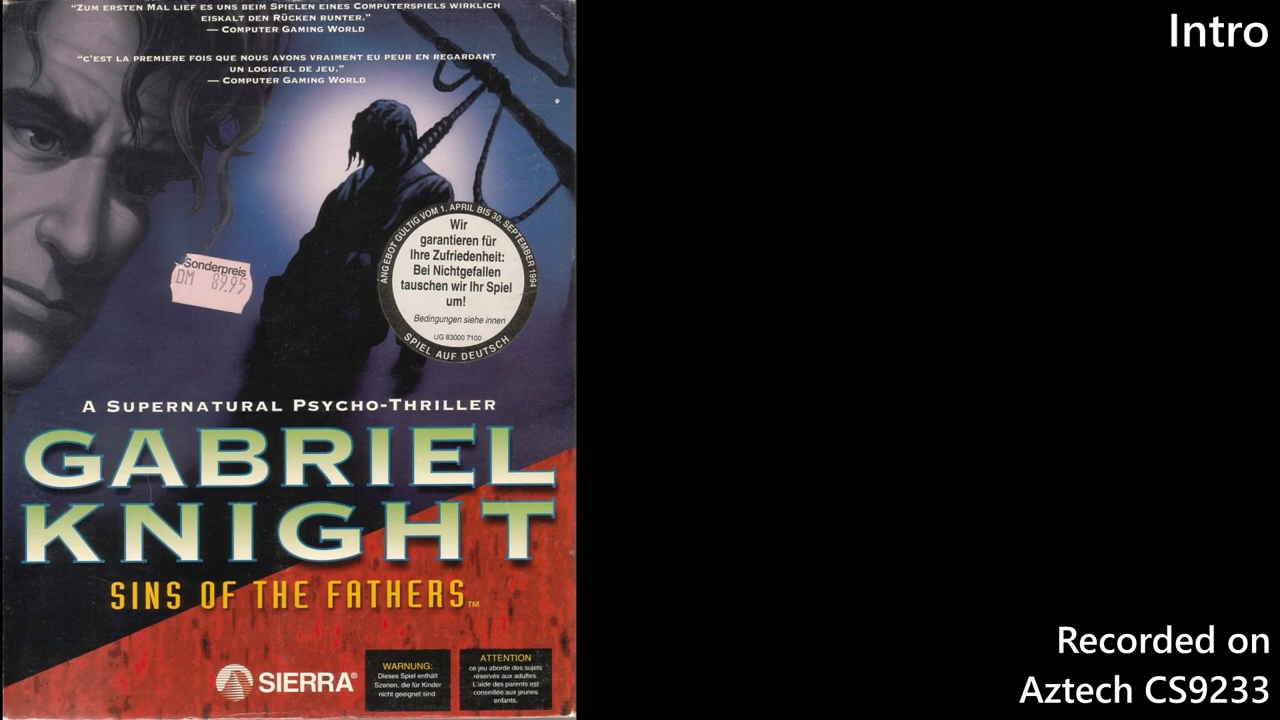 "ZUM ERSTEN MAL LIEF ES UNS BEIM SPIELEN EINES COMPUTERSPIELS WIRKLICH
EISKALT DEN RÜCKEN RUNTER."
— COMPUTER GAMING WORLD
"C'EST LA PREMIERE FOIS QUE NOUS AVONS VRAIMENT EU PEUR EN REGARDANT
UN LOGICIEL DE JEU."
— COMPUTER GAMING WORLD
Intro
ANGEBOT GÜLTIG VOM 1. APRIL BIS 30. SEPTEMBER 1994
Wir
garantieren für
Ihre Zufriedenheit:
Bei Nichtgefallen
tauschen wir Ihr Spiel
um!
Bedingungen siehe innen
UG 83000 7100
SPIEL AUF DEUTSCH
Sonderpreis
DM 89.95
A SUPERNATURAL PSYCHO-THRILLER
GABRIEL
KNIGHT
SINS OF THE FATHERS™
SIERRA®
WARNUNG:
Dieses Spiel enthält
Szenen, die für Kinder
nicht geeignet sind
ATTENTION
ce jeu aborde des sujets
réservés aux adultes.
L'aide des parents est
conseillée aux jeunes
enfants.
Recorded on
Aztech CS9233